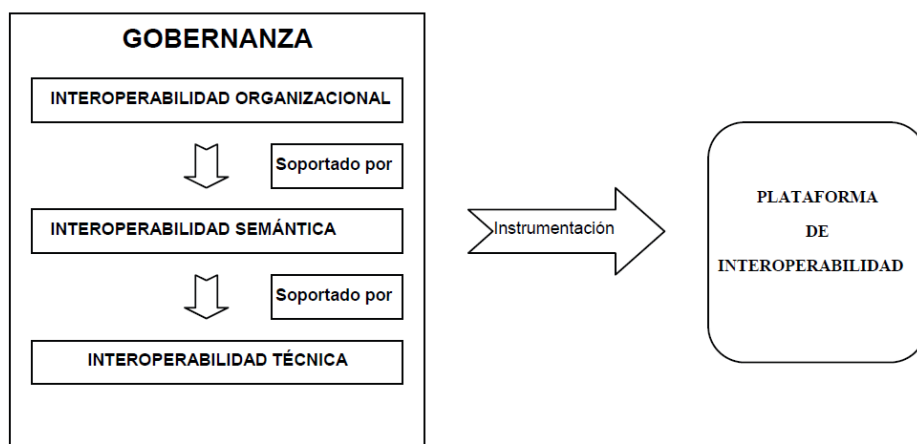 GOBERNANZA
INTEROPERABILIDAD ORGANIZACIONAL
Soportado por
INTEROPERABILIDAD SEMÁNTICA
Soportado por
INTEROPERABILIDAD TÉCNICA
Instrumentación
PLATAFORMA
DE
INTEROPERABILIDAD